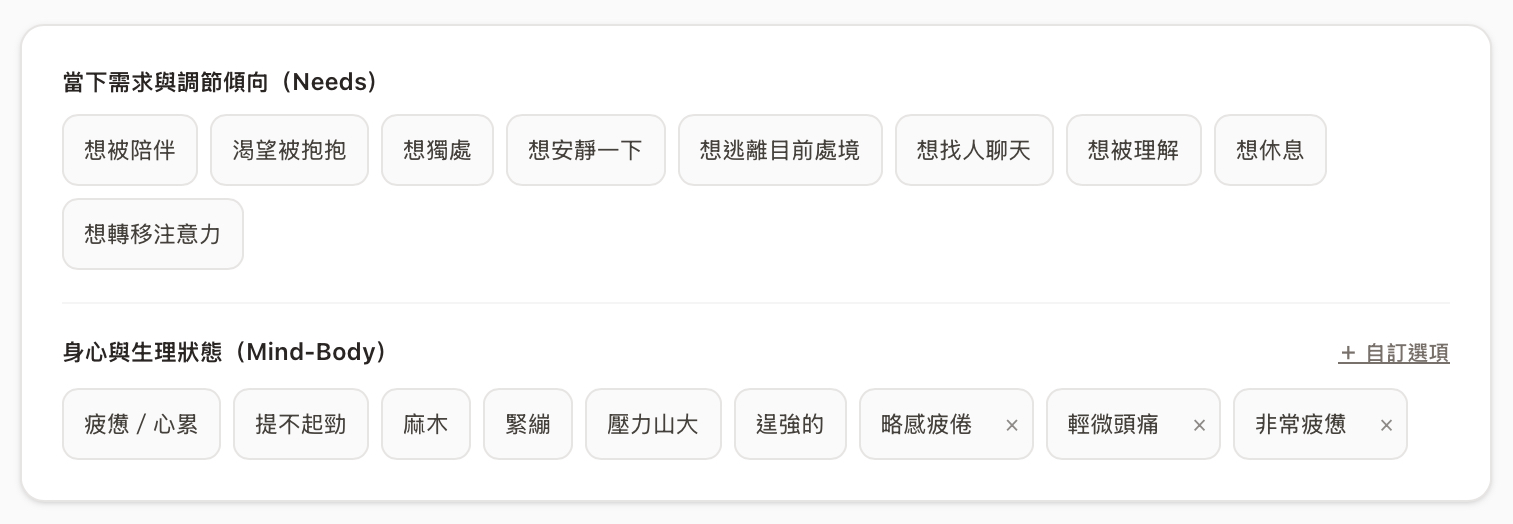 當下需求與調節傾向（Needs）
想被陪伴 渴望被抱抱 想獨處 想安靜一下 想逃離目前處境 想找人聊天 想被理解 想休息
想轉移注意力
身心與生理狀態（Mind-Body） + 自訂選項
疲憊 / 心累 提不起勁 麻木 緊繃 壓力山大 逞強的 略感疲倦 × 輕微頭痛 × 非常疲憊 ×